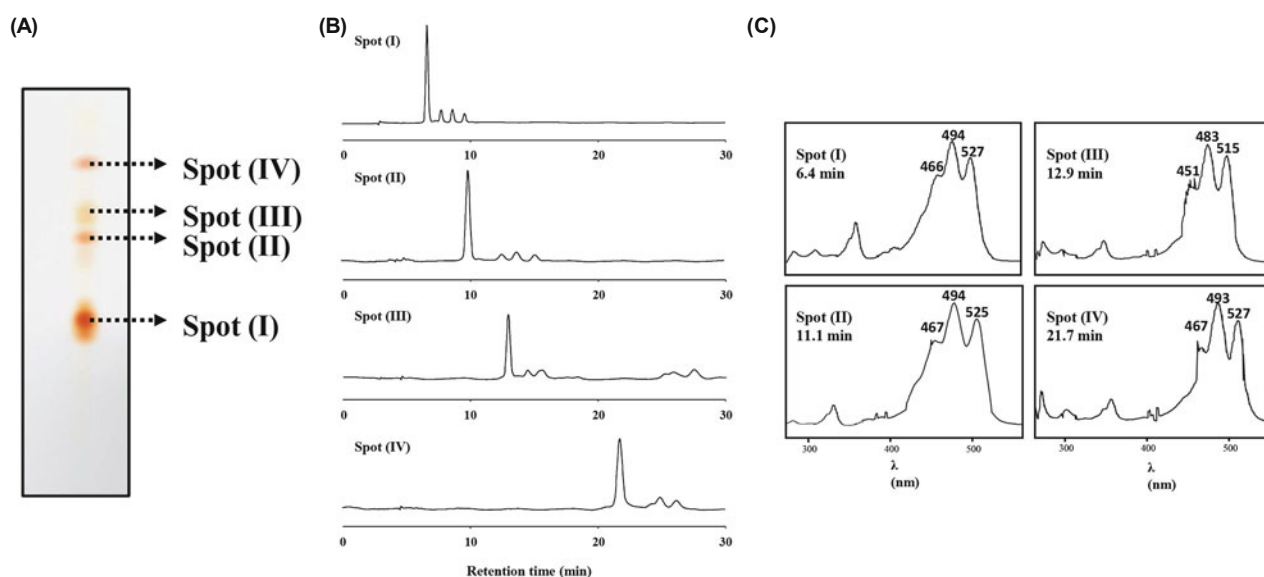 (A)
Spot (IV)
Spot (III)
Spot (II)
Spot (I)
(B)
Spot (I)
0 10 20 30
Spot (II)
0 10 20 30
Spot (III)
0 10 20 30
Spot (IV)
0 10 20 30
Retention time (min)
(C)
Spot (I)
6.4 min
466 494 527
Spot (III)
12.9 min
451 483 515
Spot (II)
11.1 min
467 494 525
300 400 500
λ
(nm)
Spot (IV)
21.7 min
467 493 527
300 400 500
λ
(nm)